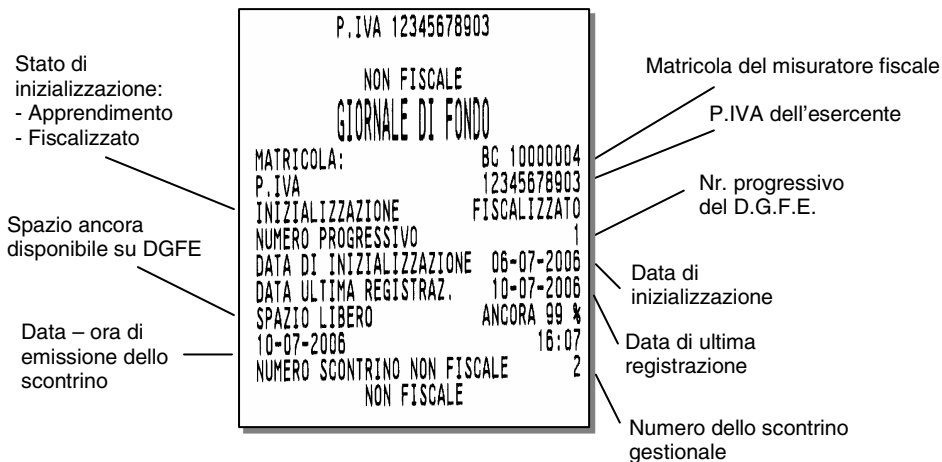 P.IVA 12345678903
NON FISCALE
GIORNALE DI FONDO
MATRICOLA: BC 10000004
P.IVA 12345678903
INIZIALIZZAZIONE FISCALIZZATO
NUMERO PROGRESSIVO 1
DATA DI INIZIALIZZAZIONE 06-07-2006
DATA ULTIMA REGISTRAZ. 10-07-2006
SPAZIO LIBERO ANCORA 99 %
10-07-2006 16:07
NUMERO SCONTRINO NON FISCALE 2
NON FISCALE
Stato di
inizializzazione:
- Apprendimento
- Fiscalizzato
Spazio ancora
disponibile su DGFE
Data – ora di
emissione dello
scontrino
Matricola del misuratore fiscale
P.IVA dell'esercente
Nr. progressivo
del D.G.F.E.
Data di
inizializzazione
Data di ultima
registrazione
Numero dello scontrino
gestionale